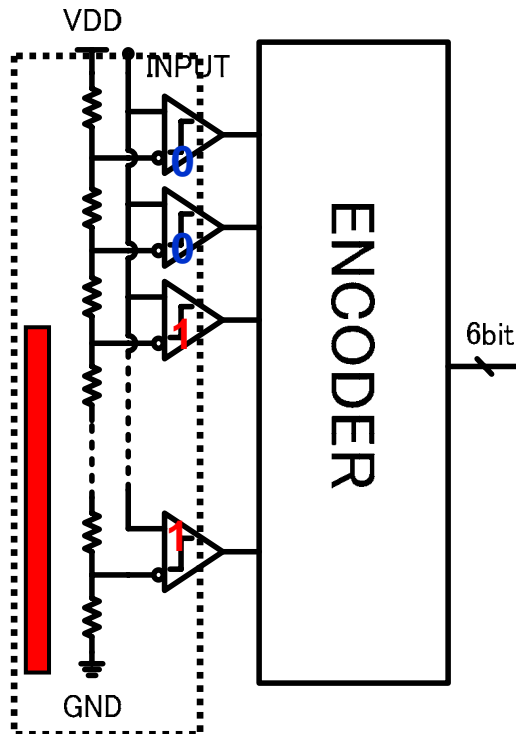 VDD
INPUT
0
0
1
1
ENCODER
6bit
GND